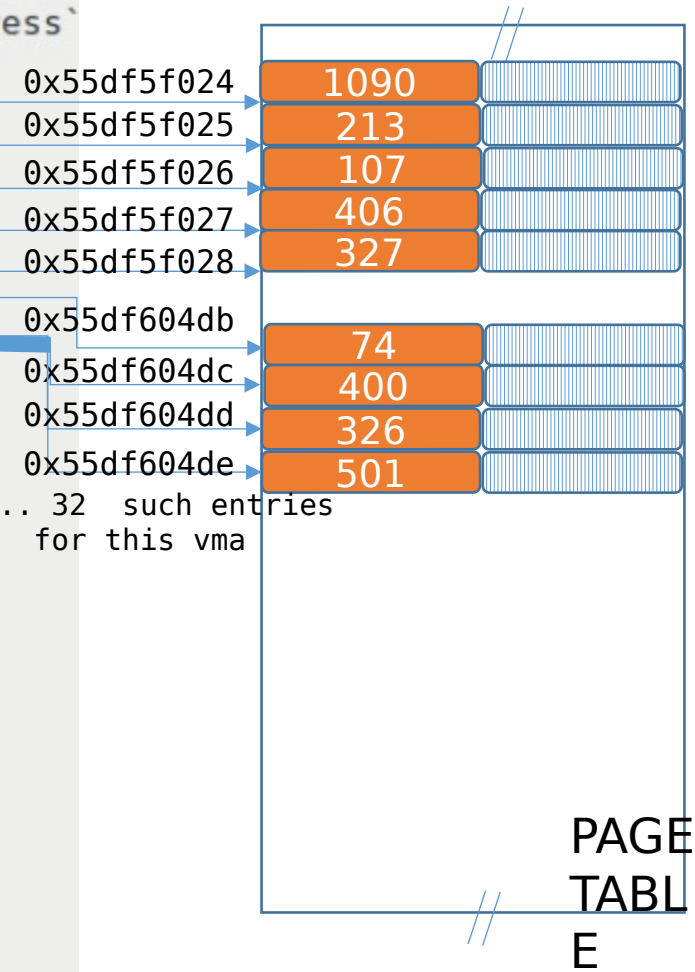 ess`
0x55df5f024 1090
0x55df5f025 213
0x55df5f026 107
0x55df5f027 406
0x55df5f028 327
0x55df604db 74
0x55df604dc 400
0x55df604dd 326
0x55df604de 501
.. 32 such entries
for this vma
PAGE
TABL
E